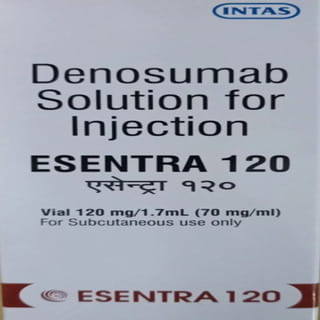 INTAS
Denosumab
Solution for
Injection
ESENTRA 120
एसेन्ट्रा १२०
Vial 120 mg/1.7mL (70 mg/ml)
For Subcutaneous use only
ESENTRA 120